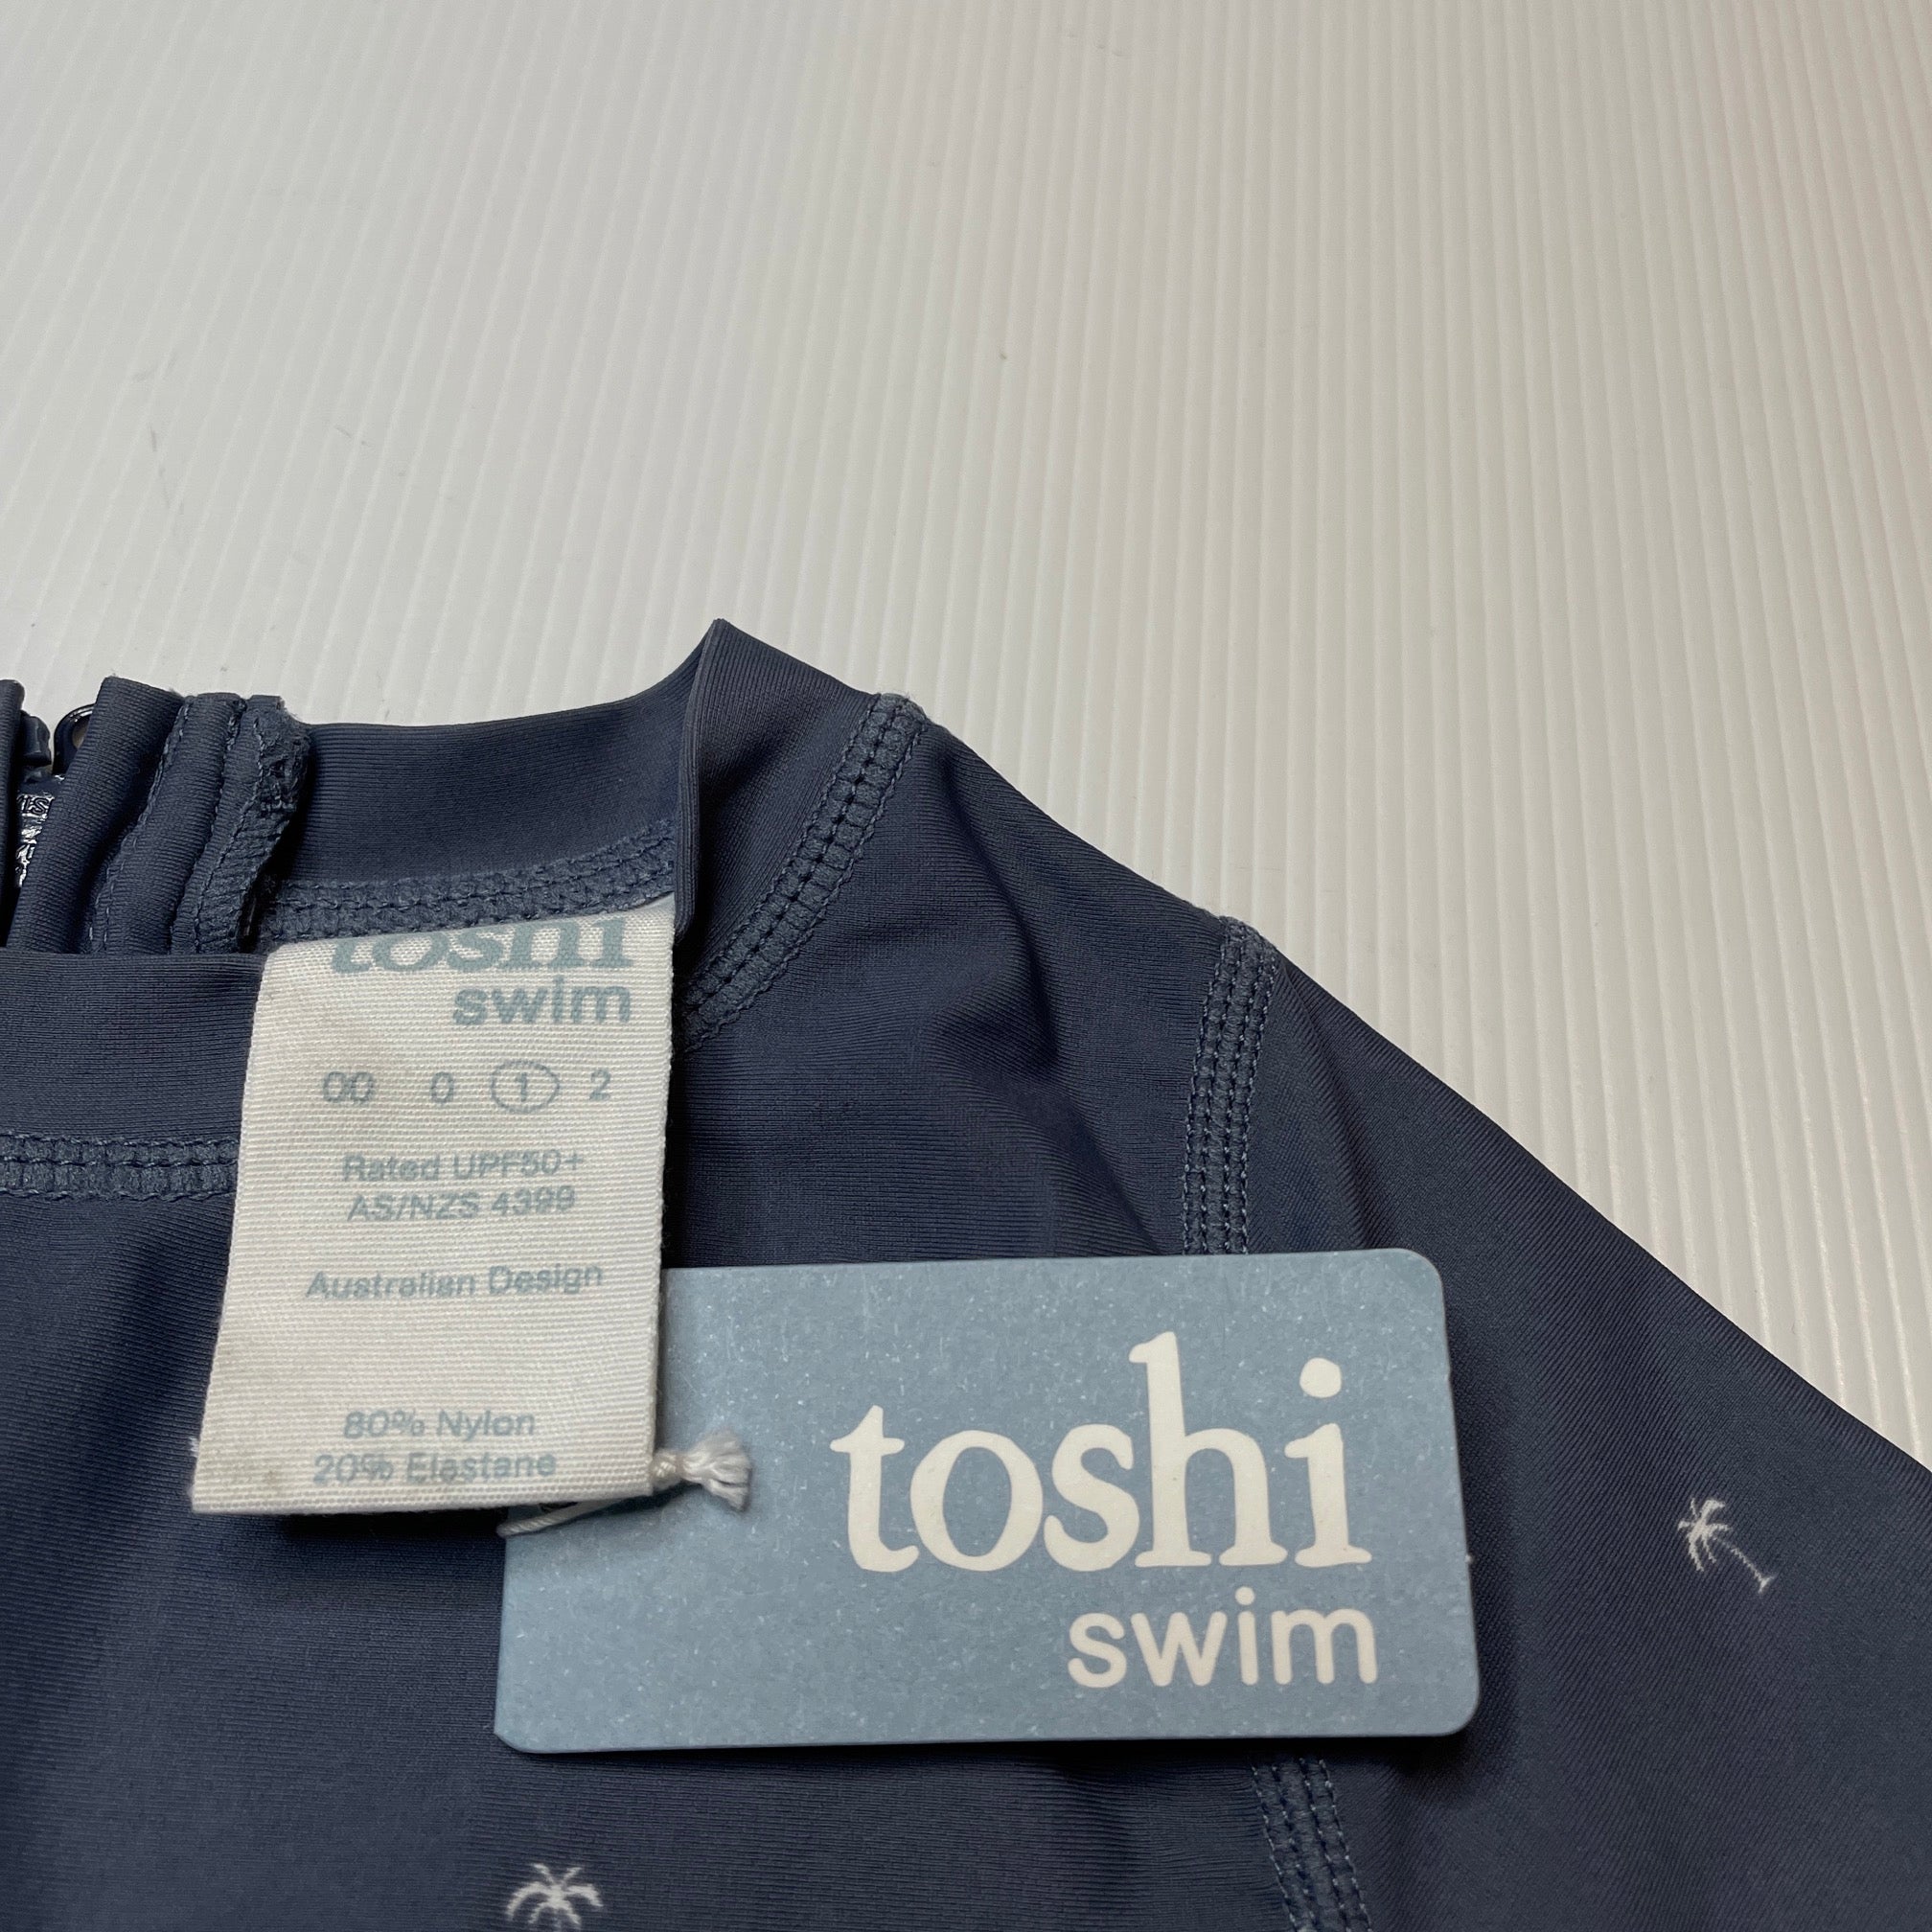 toshi
swim
00 0 1 2
Rated UPF50+
AS/NZS 4399
Australian Design
80% Nylon
20% Elastane
toshi
swim